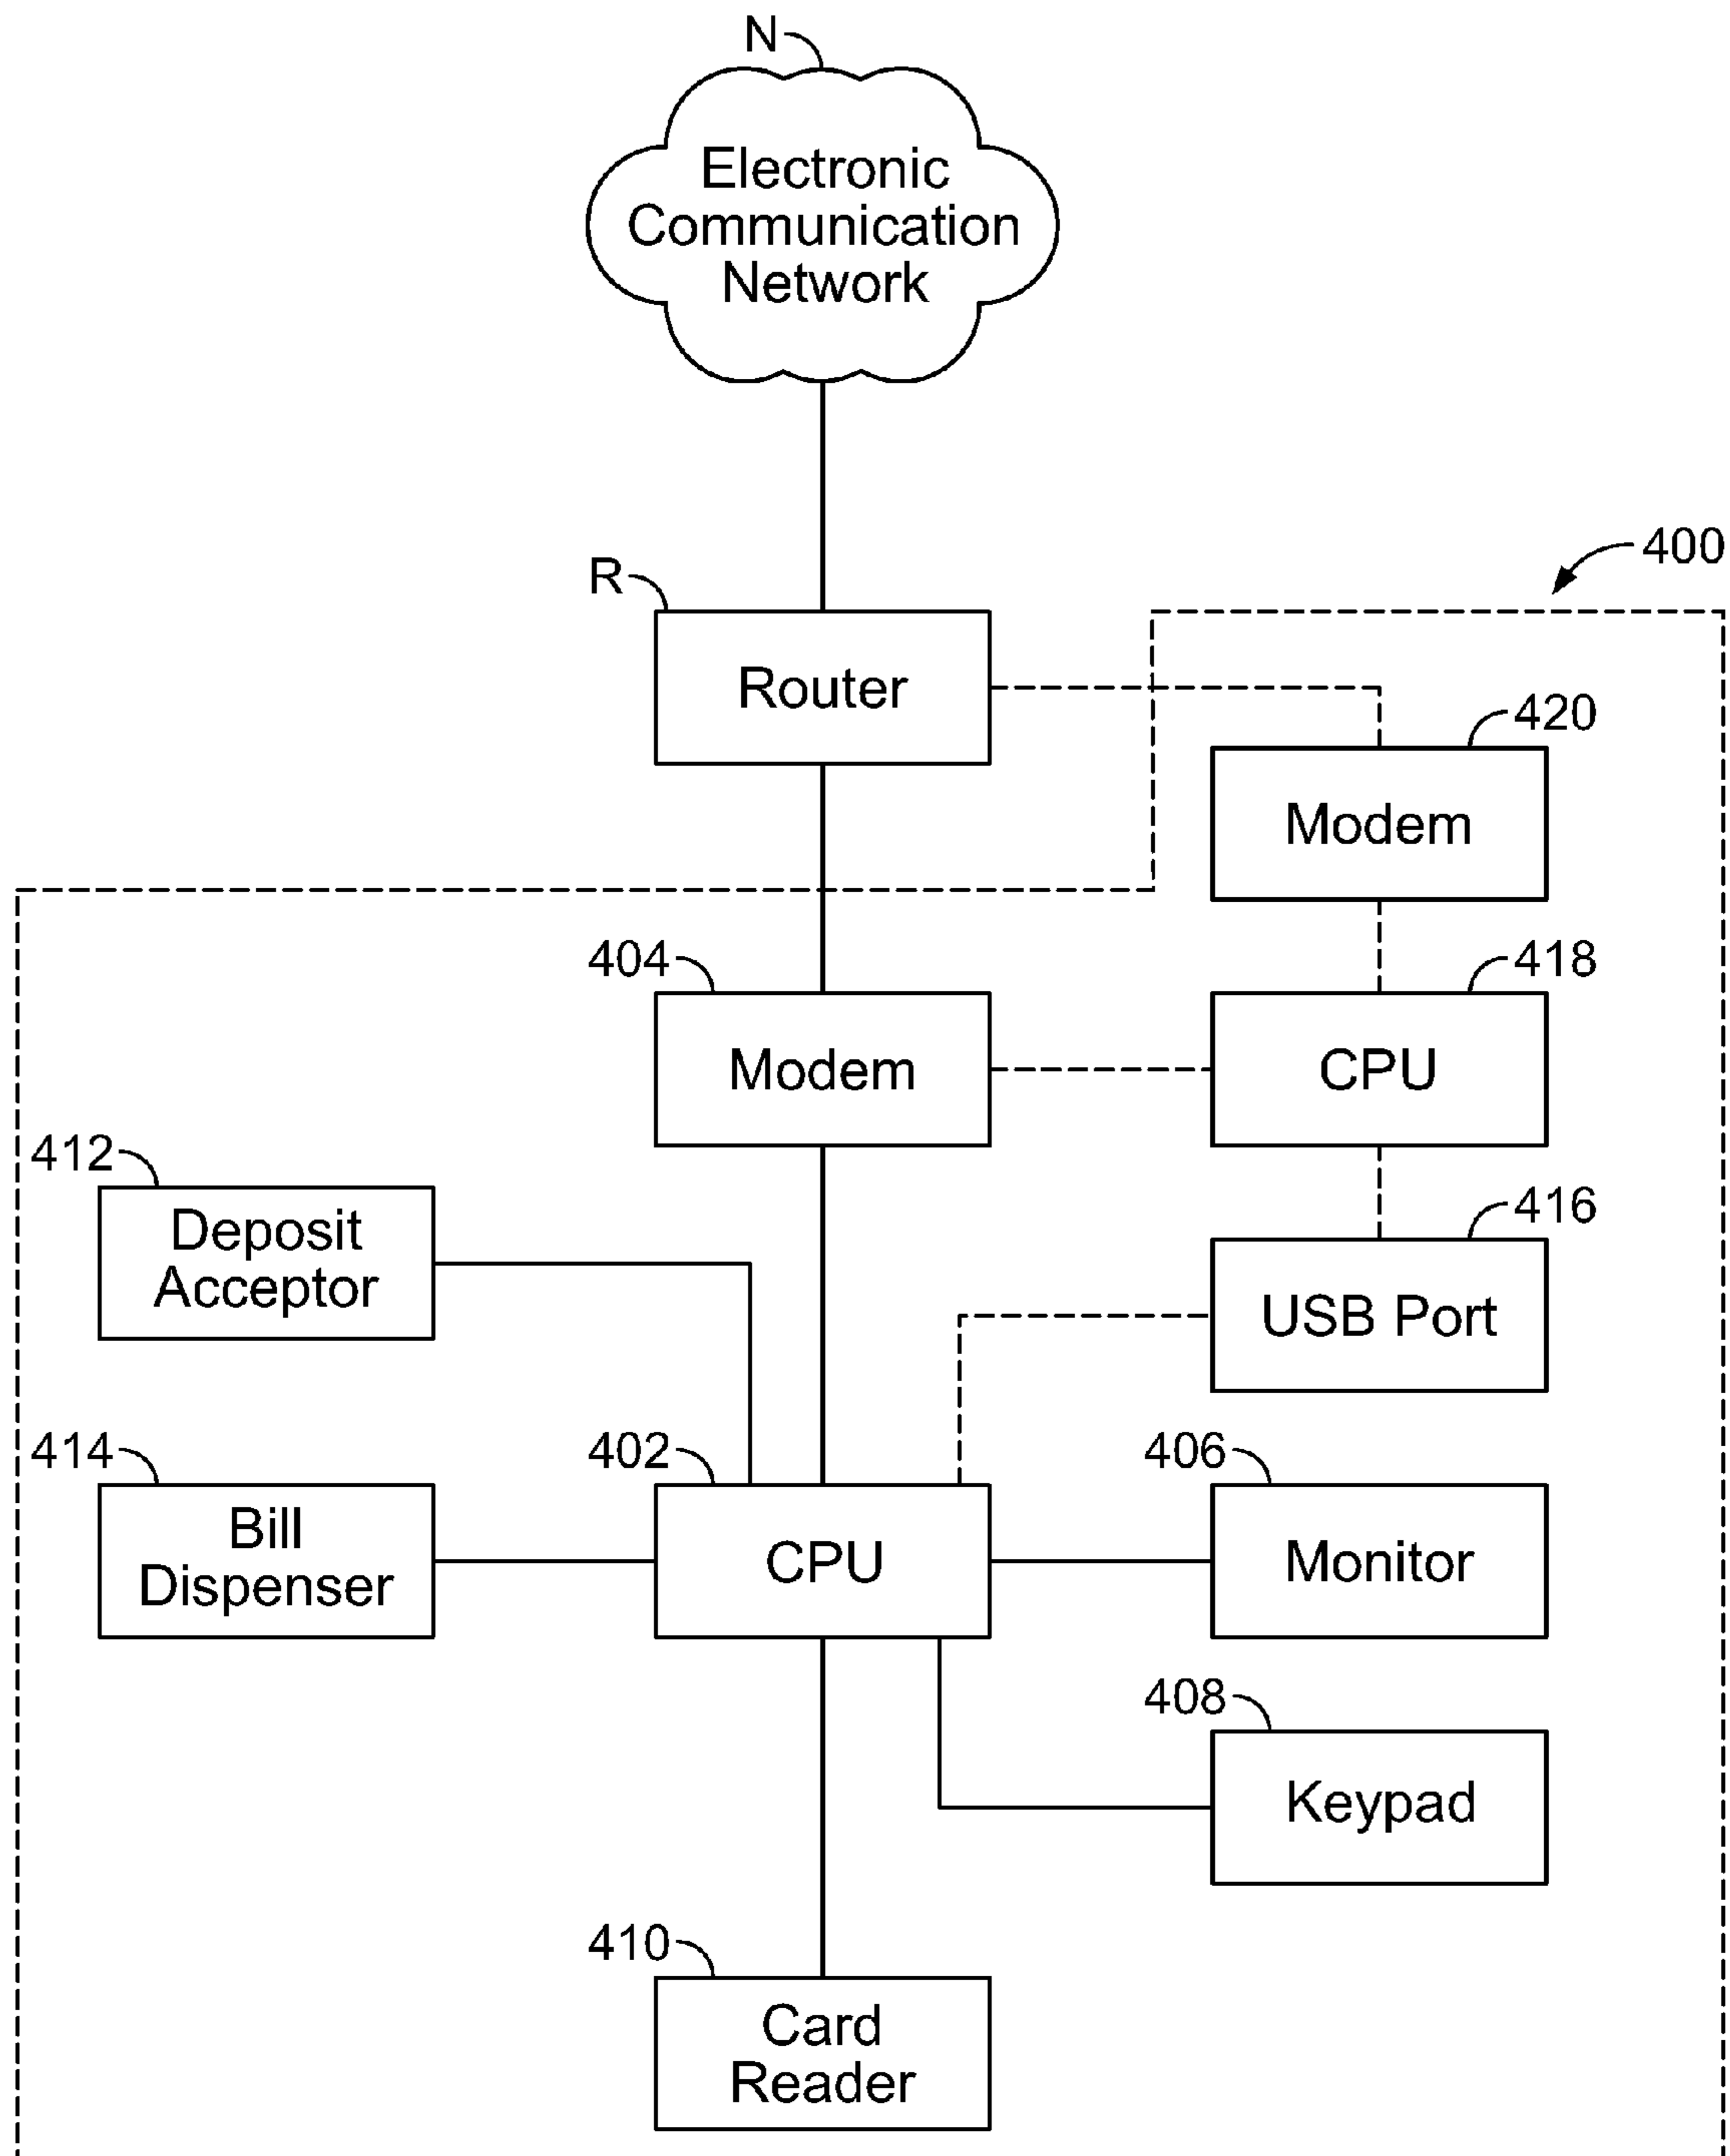 N
Electronic
Communication
Network
400
R
Router
420
Modem
404
418
Modem
CPU
412
Deposit
Acceptor
416
USB Port
414
402
406
Bill
Dispenser
CPU
Monitor
408
Keypad
410
Card
Reader